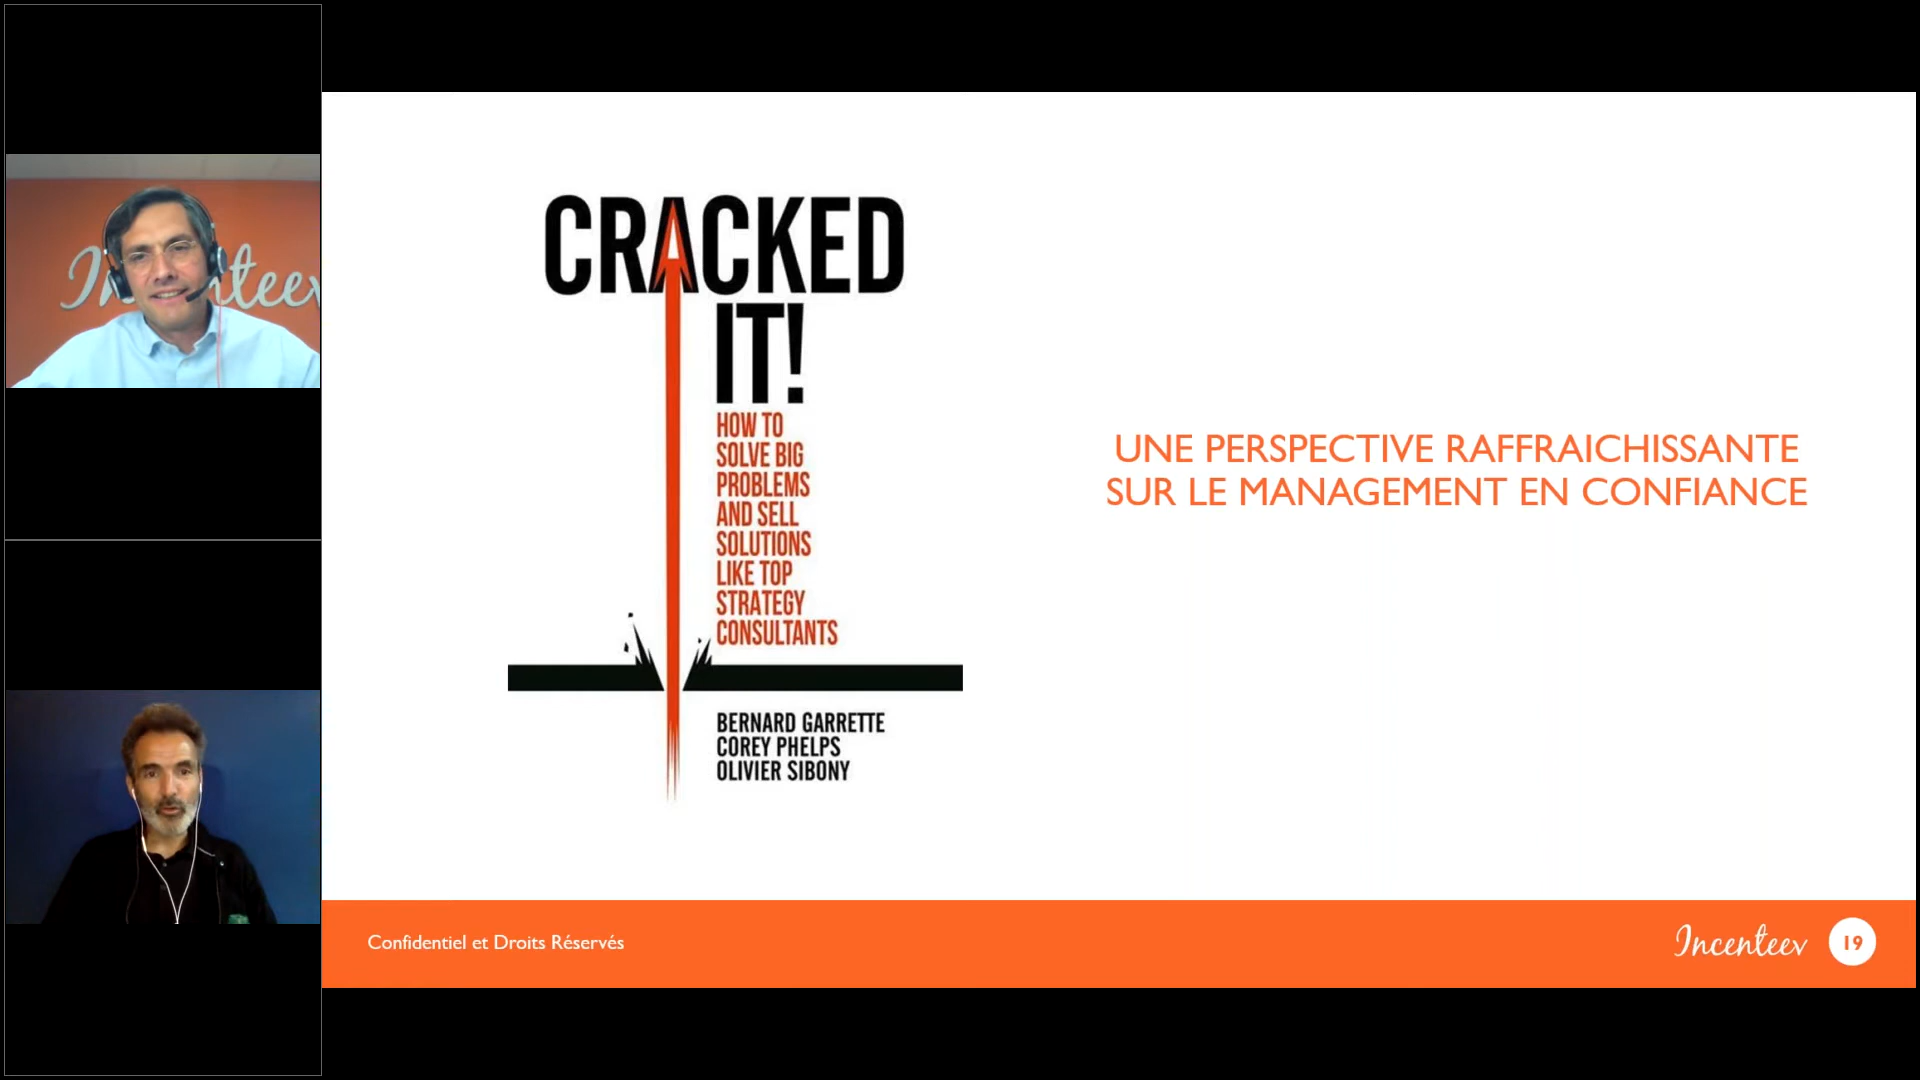 Incenteev
CRACKED
IT!
HOW TO
SOLVE BIG
PROBLEMS
AND SELL
SOLUTIONS
LIKE TOP
STRATEGY
CONSULTANTS
BERNARD GARRETTE
COREY PHELPS
OLIVIER SIBONY
UNE PERSPECTIVE RAFFRAICHISSANTE
SUR LE MANAGEMENT EN CONFIANCE
Confidentiel et Droits Réservés
Incenteev
19